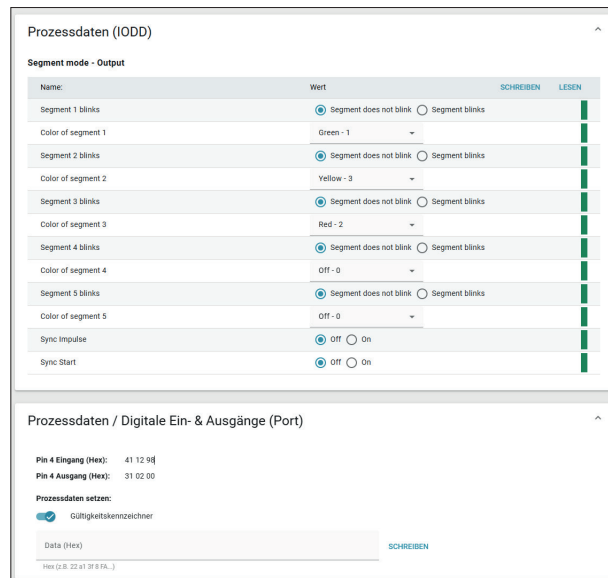 Prozessdaten (IODD)
Segment mode - Output
Name: Wert SCHREIBEN LESEN
Segment 1 blinks Segment does not blink Segment blinks
Color of segment 1 Green - 1
Segment 2 blinks Segment does not blink Segment blinks
Color of segment 2 Yellow - 3
Segment 3 blinks Segment does not blink Segment blinks
Color of segment 3 Red - 2
Segment 4 blinks Segment does not blink Segment blinks
Color of segment 4 Off - 0
Segment 5 blinks Segment does not blink Segment blinks
Color of segment 5 Off - 0
Sync Impulse Off On
Sync Start Off On
Prozessdaten / Digitale Ein- & Ausgänge (Port)
Pin 4 Eingang (Hex): 41 12 98
Pin 4 Ausgang (Hex): 31 02 00
Prozessdaten setzen:
Gültigkeitskennzeichner
Data (Hex) SCHREIBEN
Hex (z.B. 22 a1 3f 8 FA...)